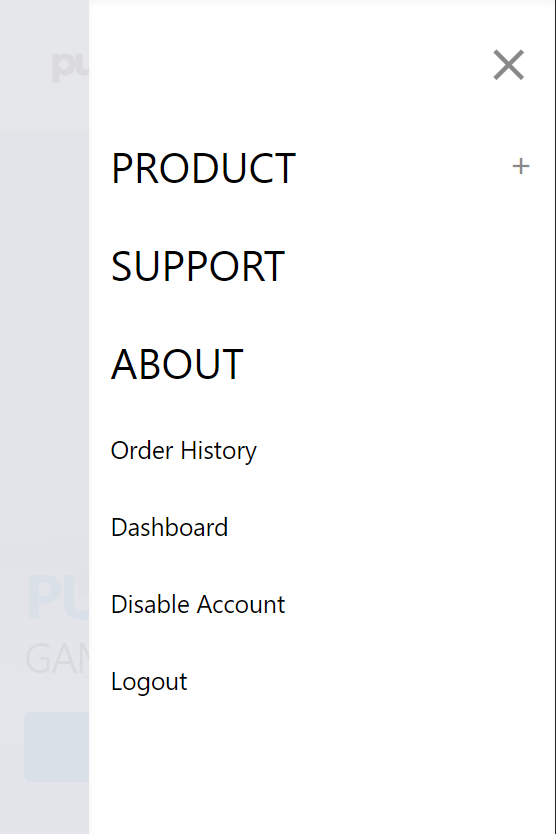 PRODUCT +
SUPPORT
ABOUT
Order History
Dashboard
Disable Account
Logout